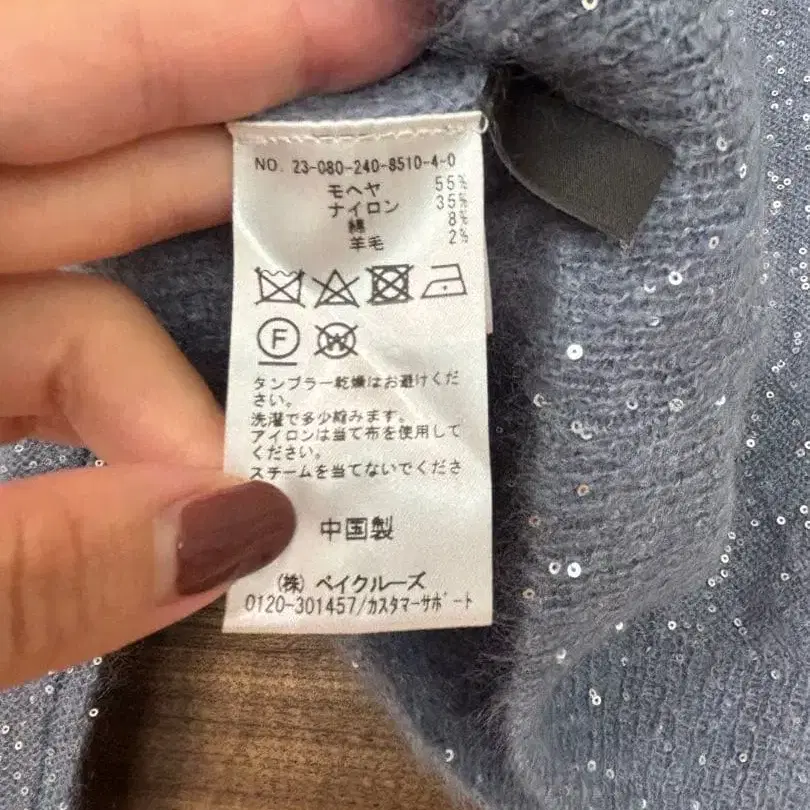 NO. 23-080-240-8510-4-0
モヘヤ 55%
ナイロン 35%
綿 8%
羊毛 2%
F W
タンブラー乾燥はお避けくだ
さい。
洗濯で多少縮みます。
アイロンは当て布を使用して
ください。
スチームを当てないでくださ
中国製
(株) ベイクルーズ
0120-301457/カスタマーサポート